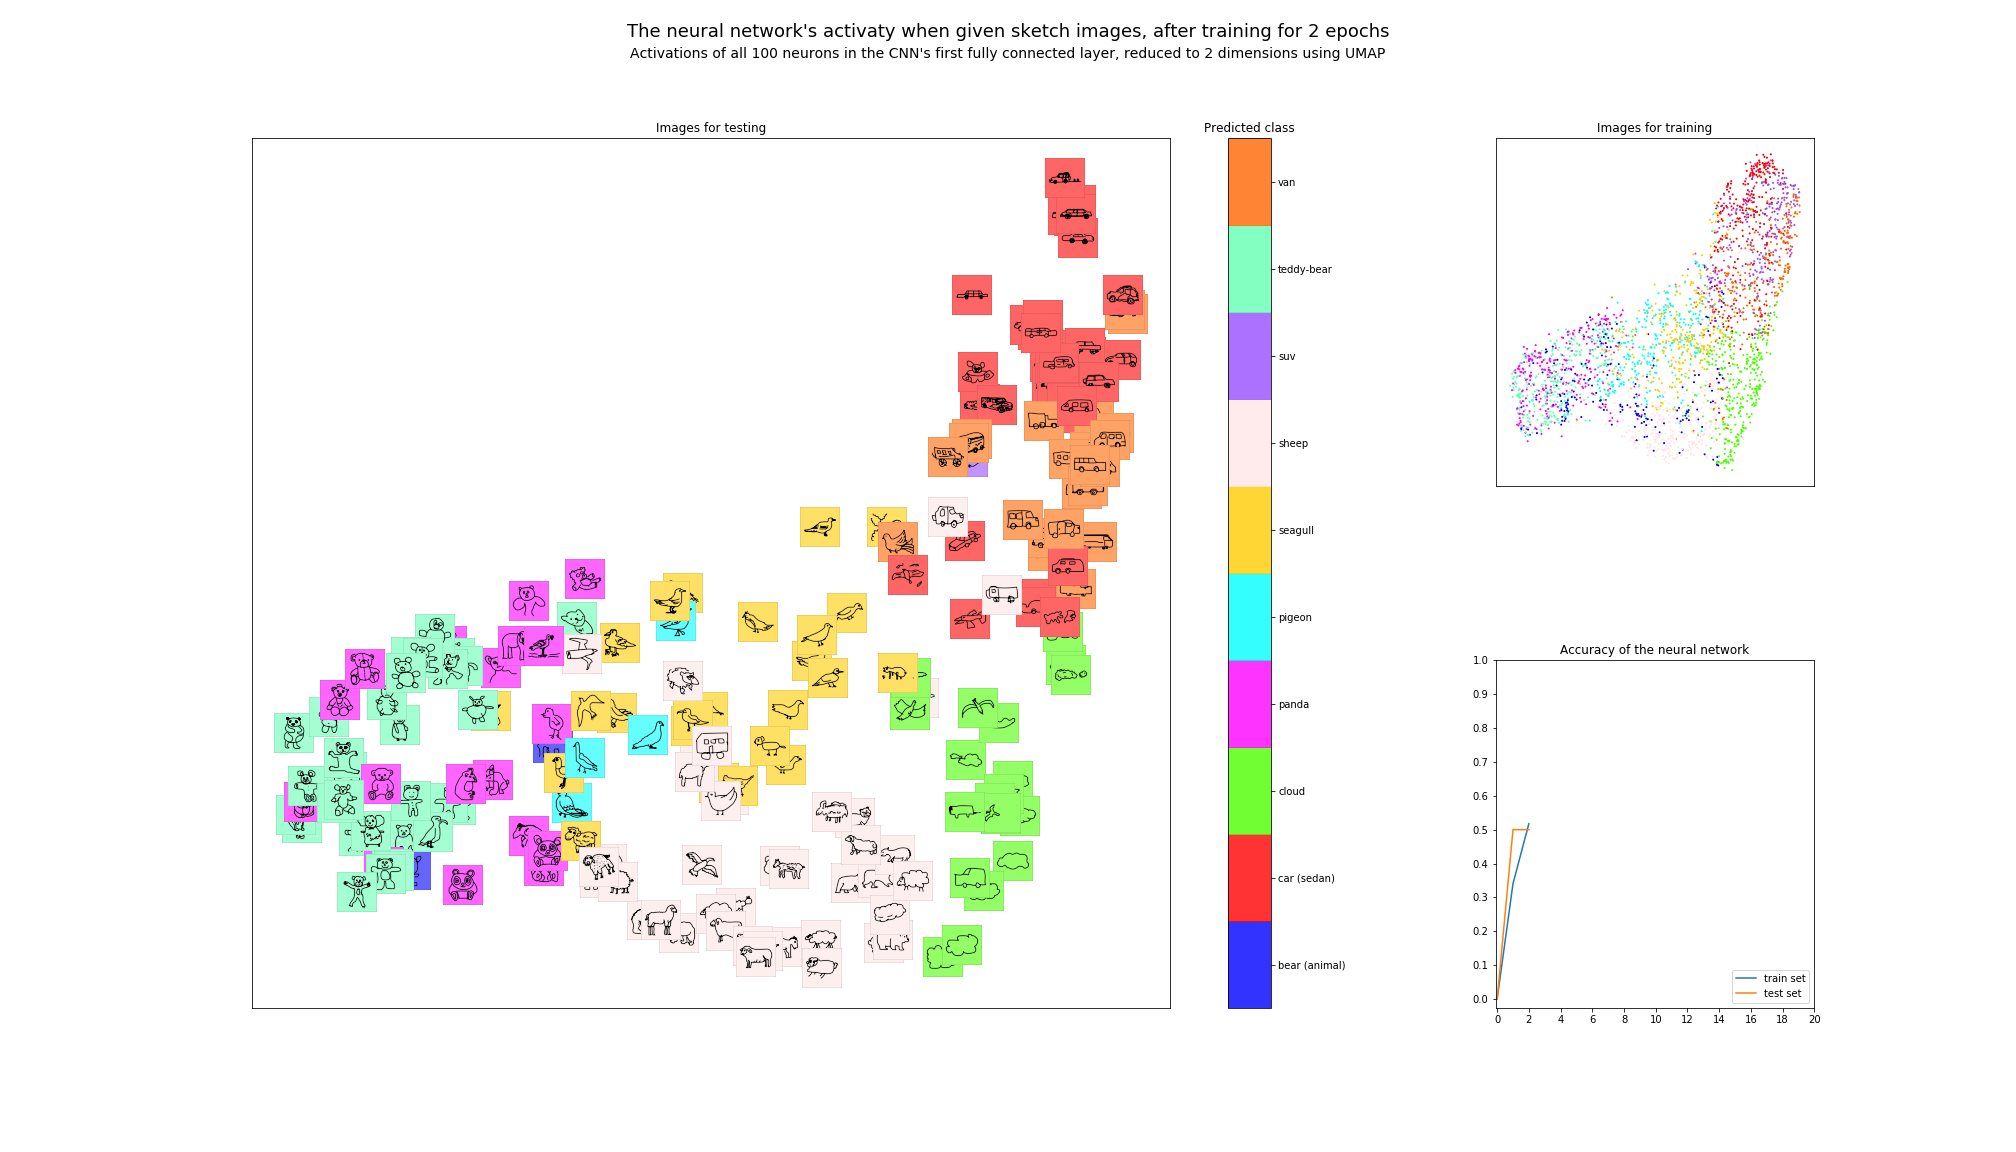 The neural network's activaty when given sketch images, after training for 2 epochs
Activations of all 100 neurons in the CNN's first fully connected layer, reduced to 2 dimensions using UMAP
Images for testing
Predicted class
van
teddy-bear
suv
sheep
seagull
pigeon
panda
cloud
car (sedan)
bear (animal)
Images for training
Accuracy of the neural network
1.0
0.9
0.8
0.7
0.6
0.5
0.4
0.3
0.2
0.1
0.0
train set
test set
0 2 4 6 8 10 12 14 16 18 20